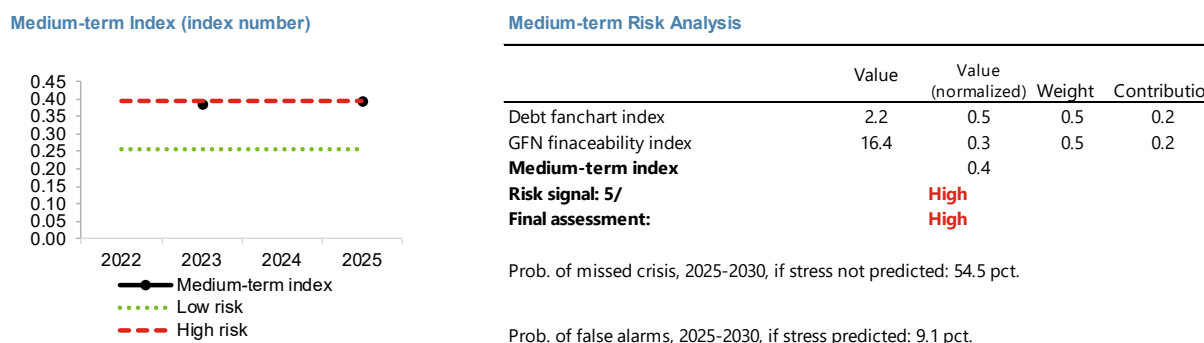 Medium-term Index (index number)
0.45
0.40
0.35
0.30
0.25
0.20
0.15
0.10
0.05
0.00
2022 2023 2024 2025
Medium-term index
Low risk
High risk
Medium-term Risk Analysis
Value Value (normalized) Weight Contributio
Debt fanchart index 2.2 0.5 0.5 0.2
GFN finaceability index 16.4 0.3 0.5 0.2
Medium-term index 0.4
Risk signal: 5/ High
Final assessment: High
Prob. of missed crisis, 2025-2030, if stress not predicted: 54.5 pct.
Prob. of false alarms, 2025-2030, if stress predicted: 9.1 pct.